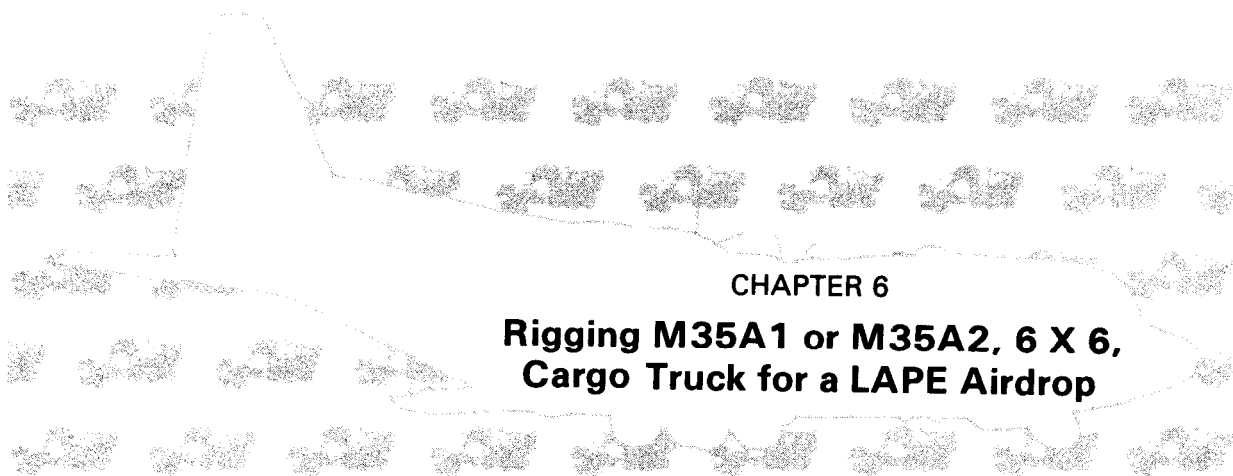 CHAPTER 6
Rigging M35A1 or M35A2, 6 X 6,
Cargo Truck for a LAPE Airdrop